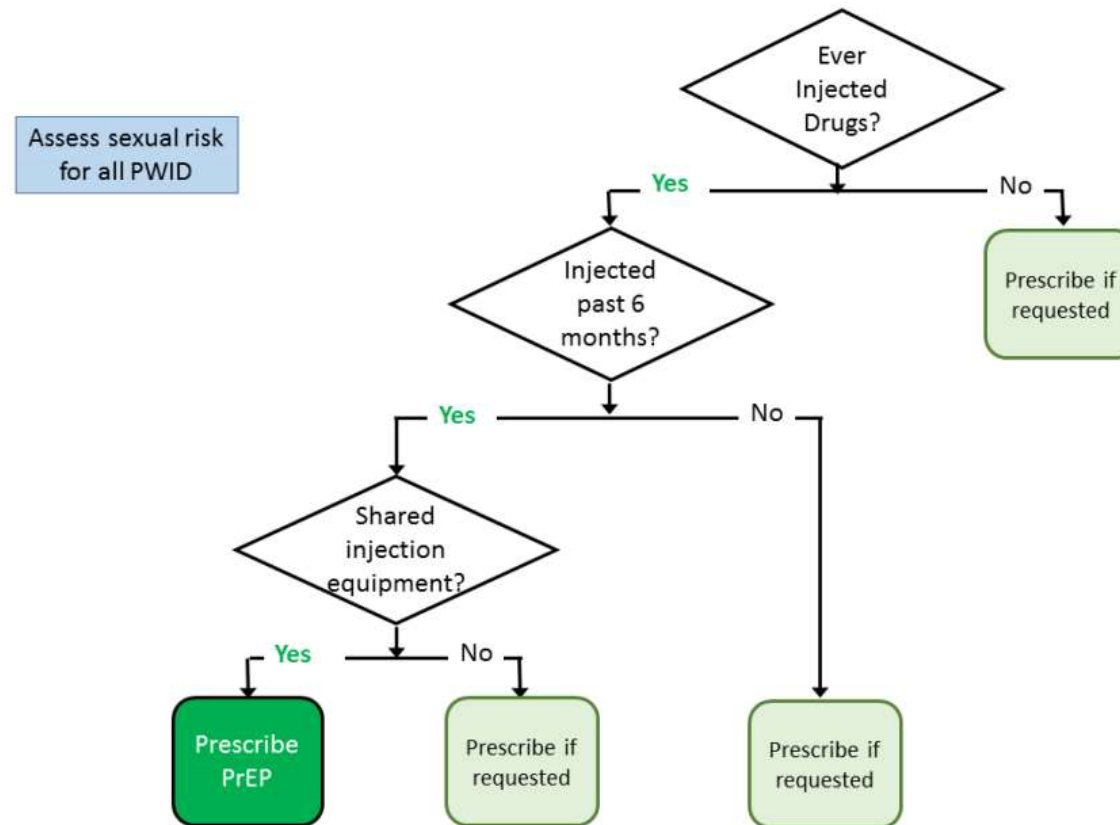 Ever
Injected
Drugs?
Assess sexual risk
for all PWID
Yes
No
Injected
past 6
months?
Prescribe if
requested
Yes
No
Shared
injection
equipment?
Yes
No
Prescribe
PrEP
Prescribe if
requested
Prescribe if
requested